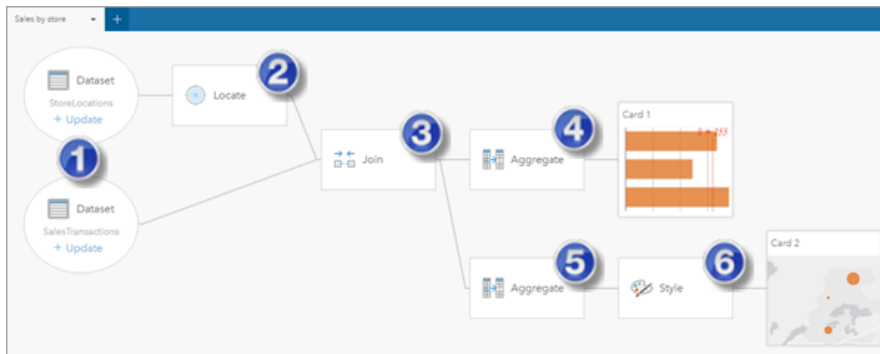 Sales by store
+
Dataset
StoreLocations
+ Update
1
Dataset
SalesTransactions
+ Update
Locate
2
Join
3
Aggregate
4
Card 1
Aggregate
5
Style
6
Card 2